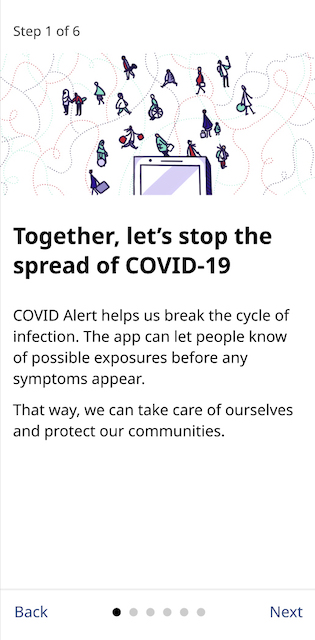 Step 1 of 6
Together, let’s stop the
spread of COVID-19
COVID Alert helps us break the cycle of
infection. The app can let people know
of possible exposures before any
symptoms appear.
That way, we can take care of ourselves
and protect our communities.
Back
Next